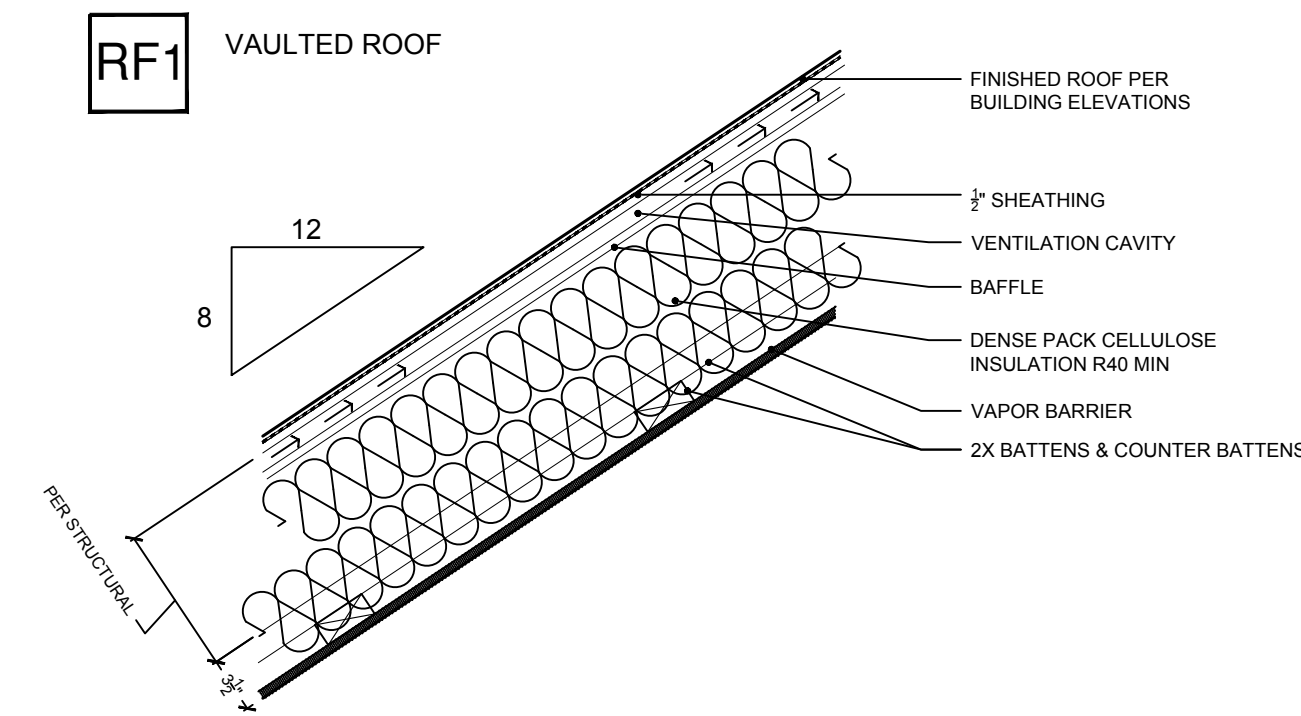 RF1
VAULTED ROOF
FINISHED ROOF PER
BUILDING ELEVATIONS
½" SHEATHING
VENTILATION CAVITY
BAFFLE
DENSE PACK CELLULOSE
INSULATION R40 MIN
VAPOR BARRIER
2X BATTENS & COUNTER BATTENS
12
8
PER STRUCTURAL
3½"